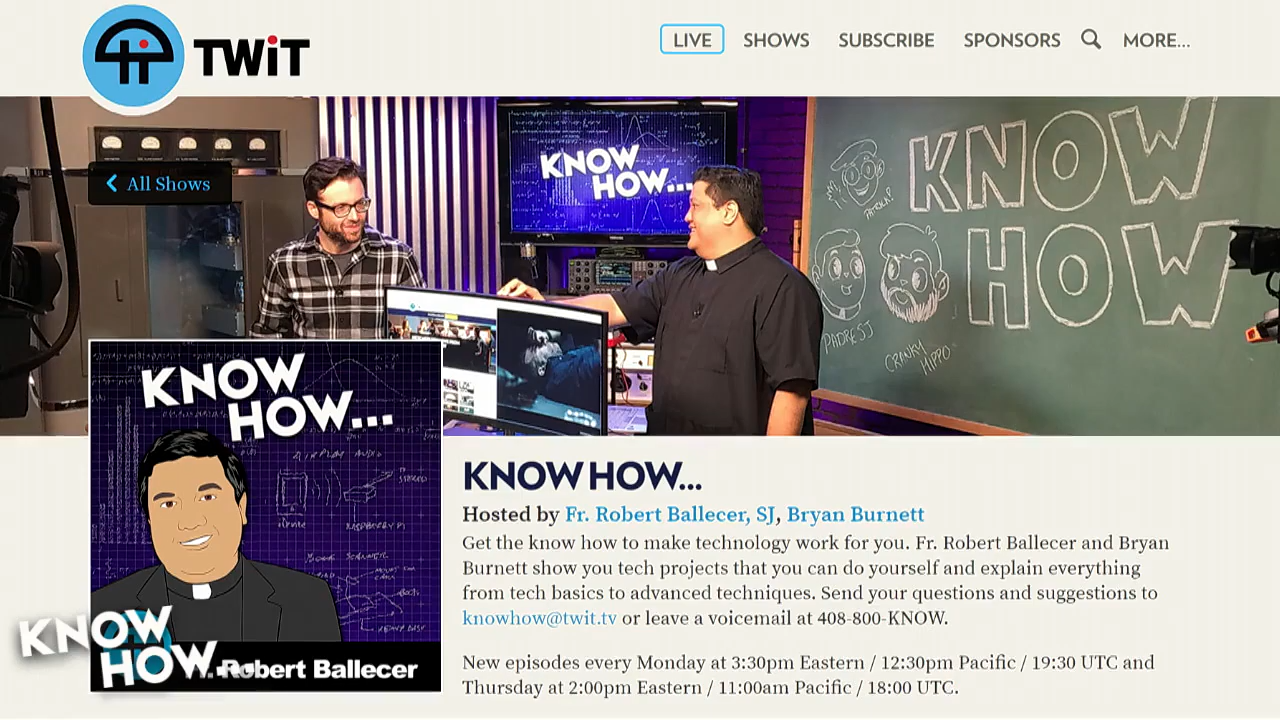 TWiT
LIVE
SHOWS
SUBSCRIBE
SPONSORS
MORE...
All Shows
KNOW
HOW...
KNOW
HOW
PADRESJ
CRANKY
HIPPO
KNOW
HOW...
AIRPLAY AUDIO
KNOW HOW...
Hosted by Fr. Robert Ballecer, SJ, Bryan Burnett
Get the know how to make technology work for you. Fr. Robert Ballecer and Bryan
Burnett show you tech projects that you can do yourself and explain everything
from tech basics to advanced techniques. Send your questions and suggestions to
knowhow@twit.tv or leave a voicemail at 408-800-KNOW.
New episodes every Monday at 3:30pm Eastern / 12:30pm Pacific / 19:30 UTC and
Thursday at 2:00pm Eastern / 11:00am Pacific / 18:00 UTC.
KNOW
HOW...
Robert Ballecer